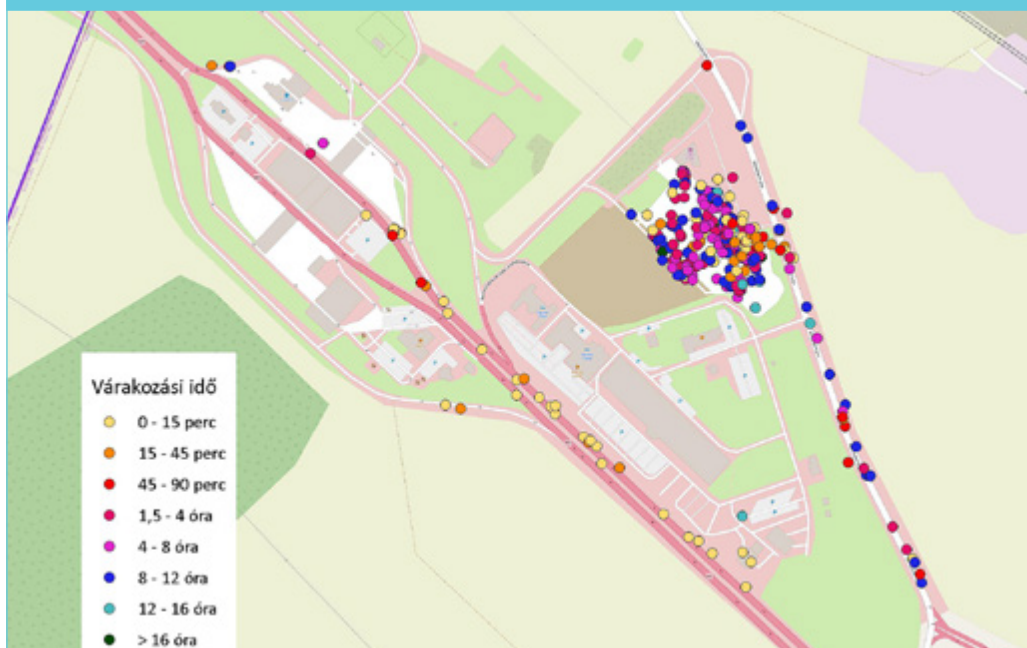 Várakozási idő
0 - 15 perc
15 - 45 perc
45 - 90 perc
1,5 - 4 óra
4 - 8 óra
8 - 12 óra
12 - 16 óra
> 16 óra